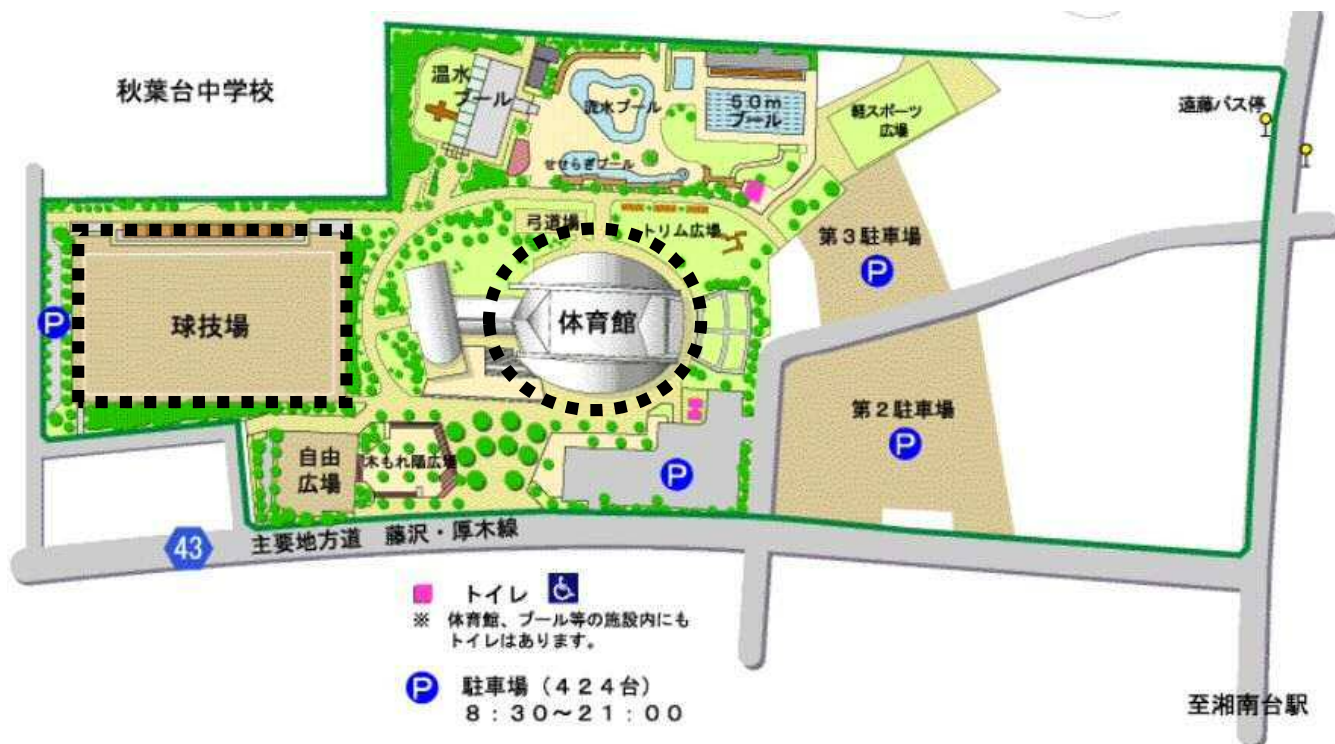 秋葉台中学校
温水
プール
流水プール
50m
プール
軽スポーツ
広場
遠藤バス停
せせらぎプール
弓道場
トリム広場
第3駐車場
P
P
球技場
体育館
第2駐車場
P
自由
広場
木もれ陽広場
P
43
主要地方道 藤沢・厚木線
トイレ
※ 体育館、プール等の施設内にも
トイレはあります。
P 駐車場(424台)
8:30~21:00
至湘南台駅